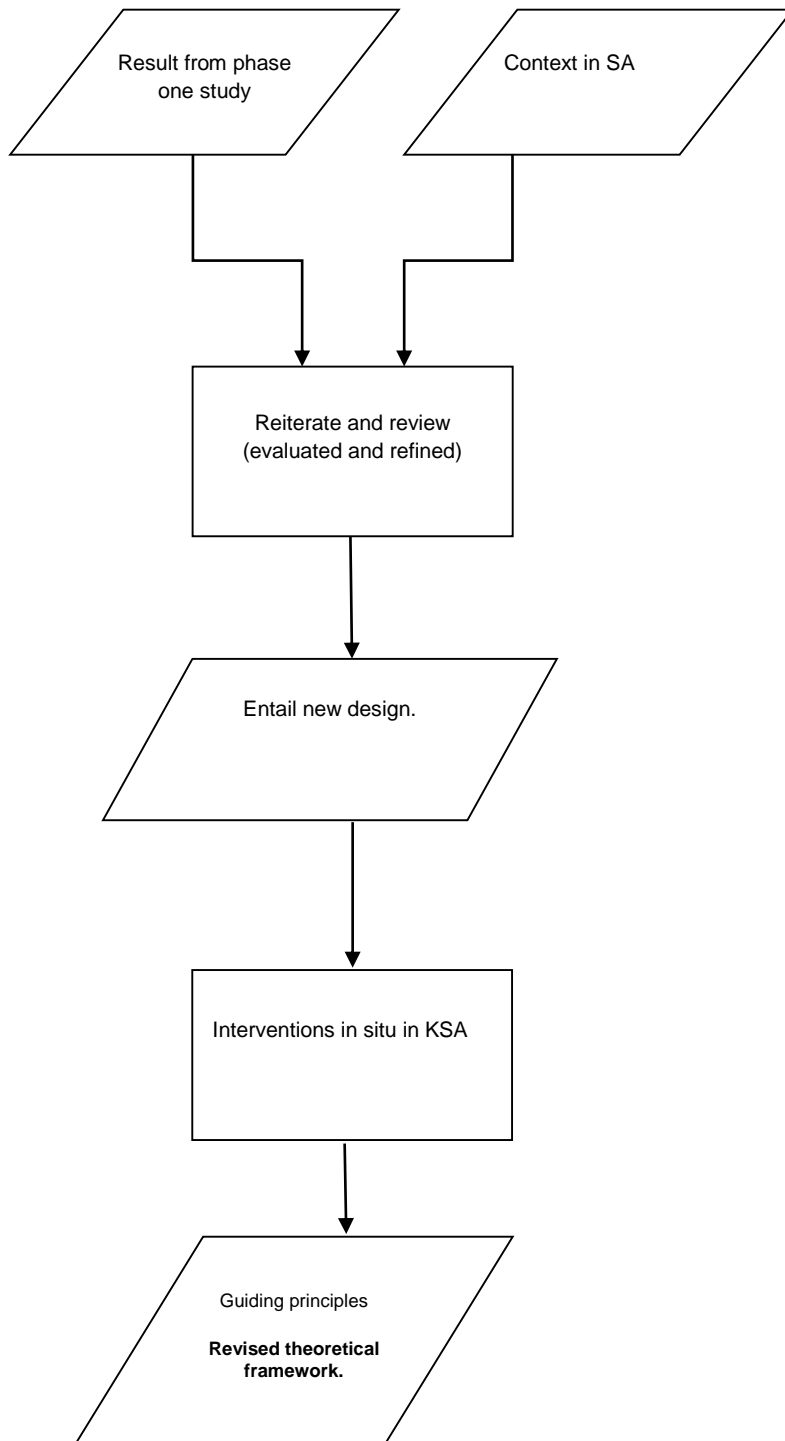 Result from phase
one study
Context in SA
Reiterate and review
(evaluated and refined)
Entail new design.
Interventions in situ in KSA
Guiding principles
Revised theoretical
framework.